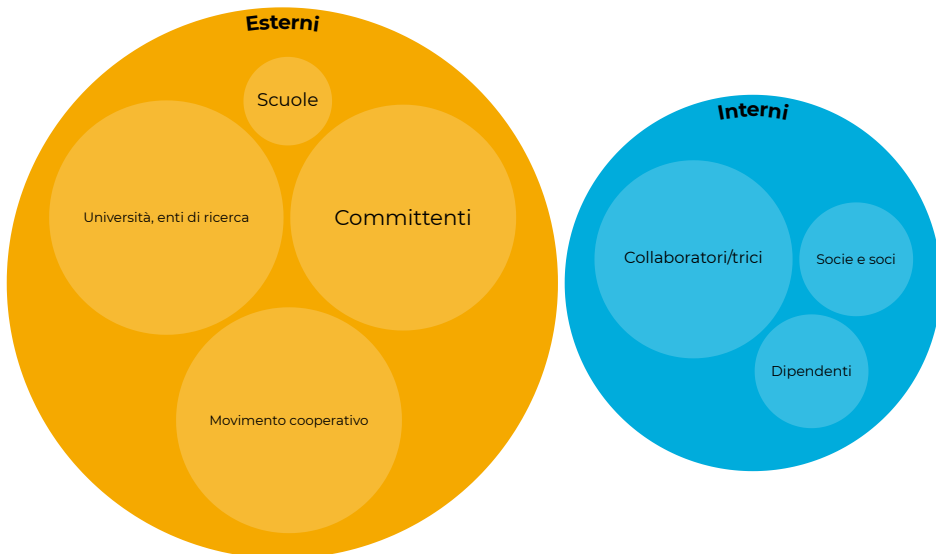 Esterni
Scuole
Università, enti di ricerca
Committenti
Movimento cooperativo
Interni
Collaboratori/trici
Socie e soci
Dipendenti